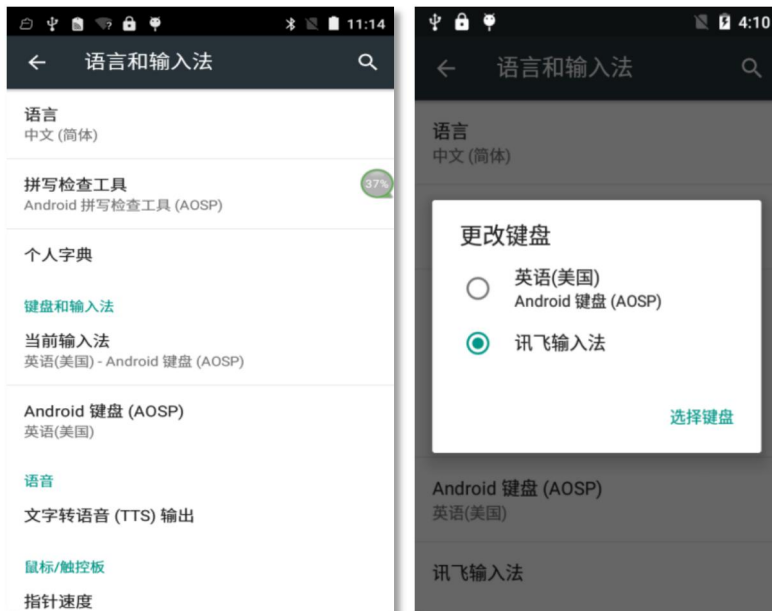 11:14
语言和输入法
语言
中文 (简体)
拼写检查工具
37%
Android 拼写检查工具 (AOSP)
个人字典
键盘和输入法
当前输入法
英语(美国) - Android 键盘 (AOSP)
Android 键盘 (AOSP)
英语(美国)
语音
文字转语音 (TTS) 输出
鼠标/触控板
指针速度
4:10
语言和输入法
语言
中文 (简体)
更改键盘
英语(美国)
Android 键盘 (AOSP)
讯飞输入法
选择键盘
Android 键盘 (AOSP)
英语(美国)
讯飞输入法